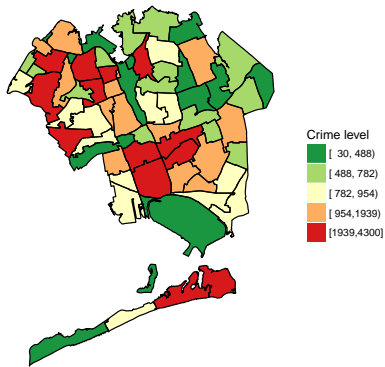 Crime level
[ 30, 488)
[ 488, 782)
[ 782, 954)
[ 954,1939)
[1939,4300]